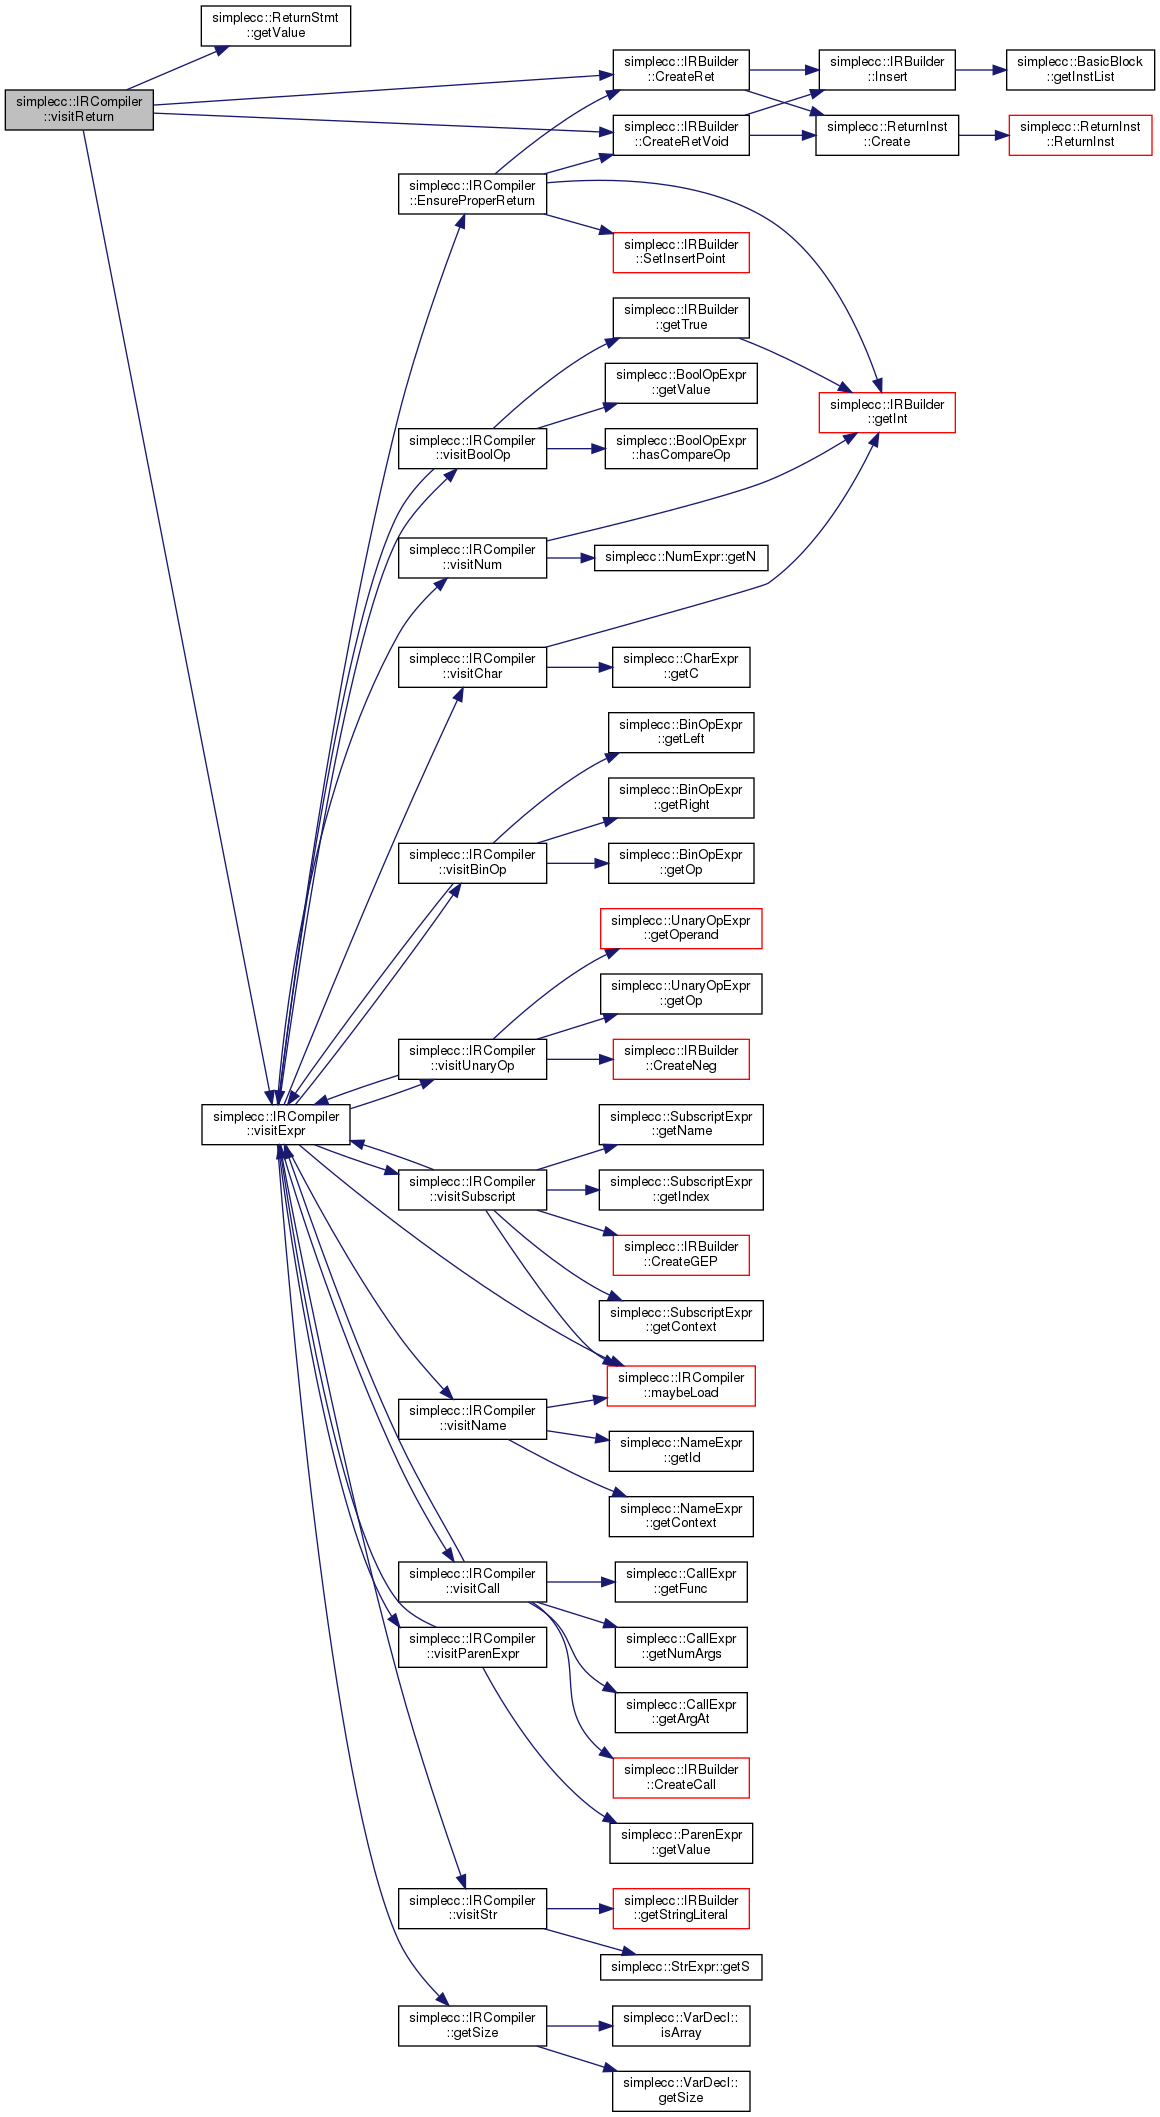 simplecc::ReturnStmt
::getValue
simplecc::IRCompiler
::visitReturn
simplecc::IRBuilder
::CreateRet
simplecc::IRBuilder
::Insert
simplecc::BasicBlock
::getInstList
simplecc::IRBuilder
::CreateRetVoid
simplecc::ReturnInst
::Create
simplecc::ReturnInst
::ReturnInst
simplecc::IRCompiler
::EnsureProperReturn
simplecc::IRBuilder
::SetInsertPoint
simplecc::IRBuilder
::getTrue
simplecc::BoolOpExpr
::getValue
simplecc::IRBuilder
::getInt
simplecc::IRCompiler
::visitBoolOp
simplecc::BoolOpExpr
::hasCompareOp
simplecc::IRCompiler
::visitNum
simplecc::NumExpr::getN
simplecc::IRCompiler
::visitChar
simplecc::CharExpr
::getC
simplecc::BinOpExpr
::getLeft
simplecc::BinOpExpr
::getRight
simplecc::IRCompiler
::visitBinOp
simplecc::BinOpExpr
::getOp
simplecc::UnaryOpExpr
::getOperand
simplecc::UnaryOpExpr
::getOp
simplecc::IRCompiler
::visitUnaryOp
simplecc::IRBuilder
::CreateNeg
simplecc::IRCompiler
::visitExpr
simplecc::SubscriptExpr
::getName
simplecc::IRCompiler
::visitSubscript
simplecc::SubscriptExpr
::getIndex
simplecc::IRBuilder
::CreateGEP
simplecc::SubscriptExpr
::getContext
simplecc::IRCompiler
::maybeLoad
simplecc::IRCompiler
::visitName
simplecc::NameExpr
::getId
simplecc::NameExpr
::getContext
simplecc::IRCompiler
::visitCall
simplecc::CallExpr
::getFunc
simplecc::IRCompiler
::visitParenExpr
simplecc::CallExpr
::getNumArgs
simplecc::CallExpr
::getArgAt
simplecc::IRBuilder
::CreateCall
simplecc::ParenExpr
::getValue
simplecc::IRCompiler
::visitStr
simplecc::IRBuilder
::getStringLiteral
simplecc::StrExpr::getS
simplecc::IRCompiler
::getSize
simplecc::VarDecl::
isArray
simplecc::VarDecl::
getSize